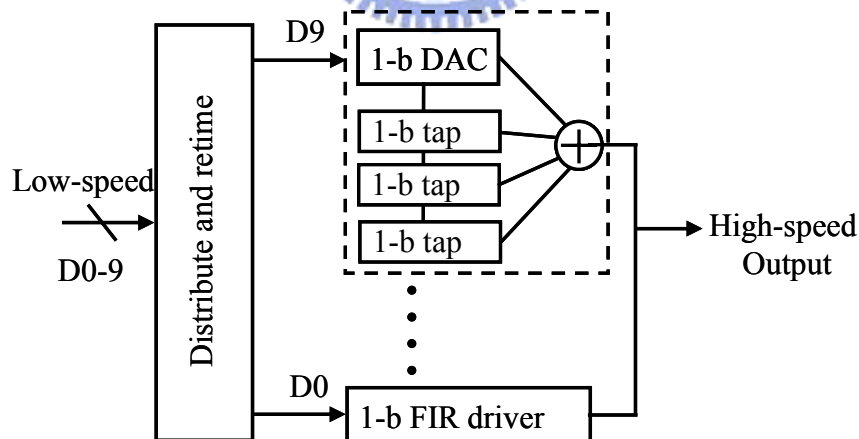 D9
1-b DAC
1-b tap
1-b tap
1-b tap
+
Low-speed
D0-9
Distribute and retime
High-speed
Output
D0
1-b FIR driver